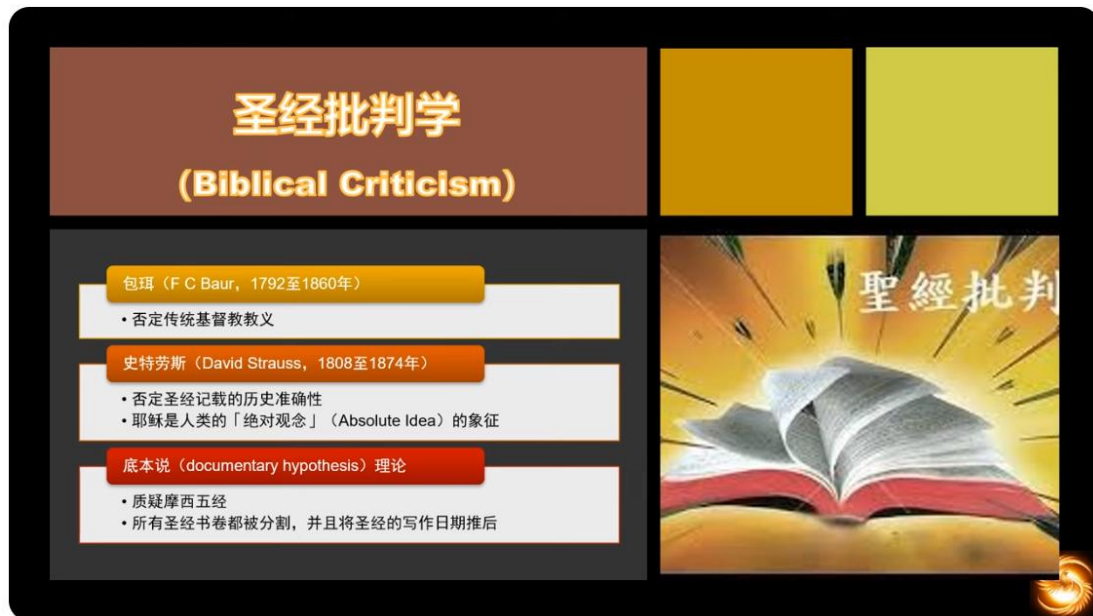 圣经批判学
(Biblical Criticism)
包珥（F C Baur，1792至1860年）
• 否定传统基督教教义
史特劳斯（David Strauss，1808至1874年）
• 否定圣经记载的历史准确性
• 耶稣是人类的「绝对观念」（Absolute Idea）的象征
底本说（documentary hypothesis）理论
• 质疑摩西五经
• 所有圣经书卷都被分割，并且将圣经的写作日期推后
聖經批判